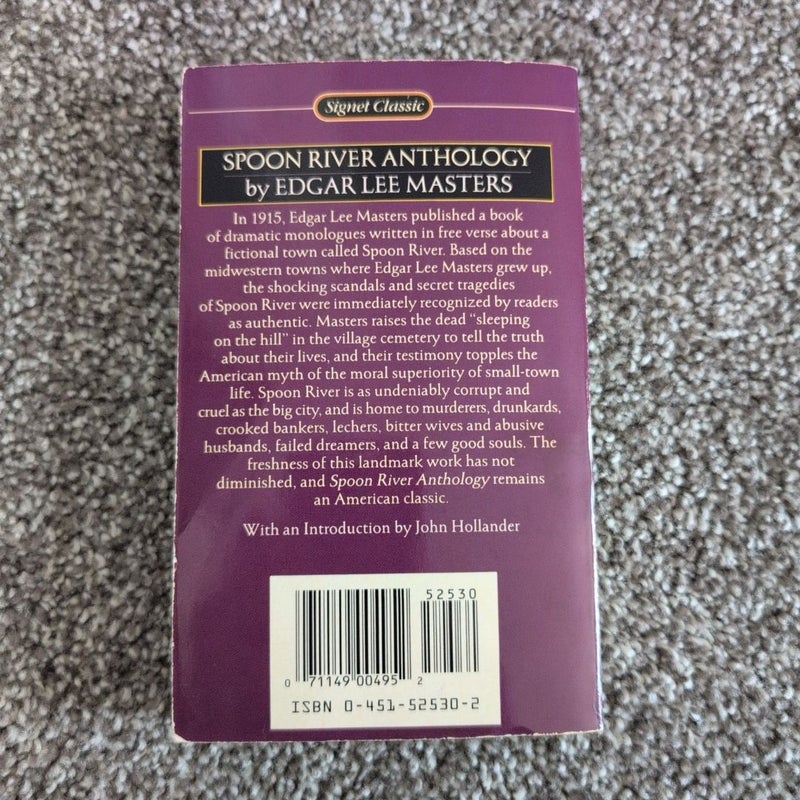 Signet Classic
SPOON RIVER ANTHOLOGY
by EDGAR LEE MASTERS
In 1915, Edgar Lee Masters published a book
of dramatic monologues written in free verse about a
fictional town called Spoon River. Based on the
midwestern towns where Edgar Lee Masters grew up,
the shocking scandals and secret tragedies
of Spoon River were immediately recognized by readers
as authentic. Masters raises the dead “sleeping
on the hill” in the village cemetery to tell the truth
about their lives, and their testimony topples the
American myth of the moral superiority of small-town
life. Spoon River is as undeniably corrupt and
cruel as the big city, and is home to murderers, drunkards,
crooked bankers, lechers, bitter wives and abusive
husbands, failed dreamers, and a few good souls. The
freshness of this landmark work has not
diminished, and Spoon River Anthology remains
an American classic.
With an Introduction by John Hollander
52530
0 71149 00495 2
ISBN 0-451-52530-2